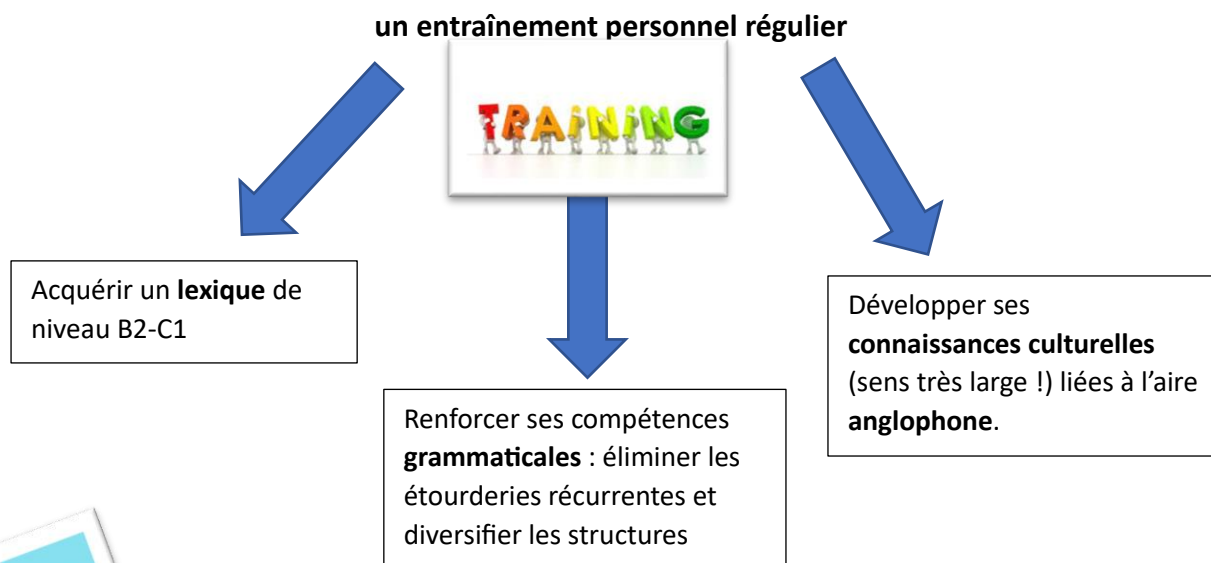 un entraînement personnel régulier
TRAINING
Acquérir un lexique de
niveau B2-C1
Renforcer ses compétences
grammaticales : éliminer les
étourderies récurrentes et
diversifier les structures
Développer ses
connaissances culturelles
(sens très large !) liées à l’aire
anglophone.